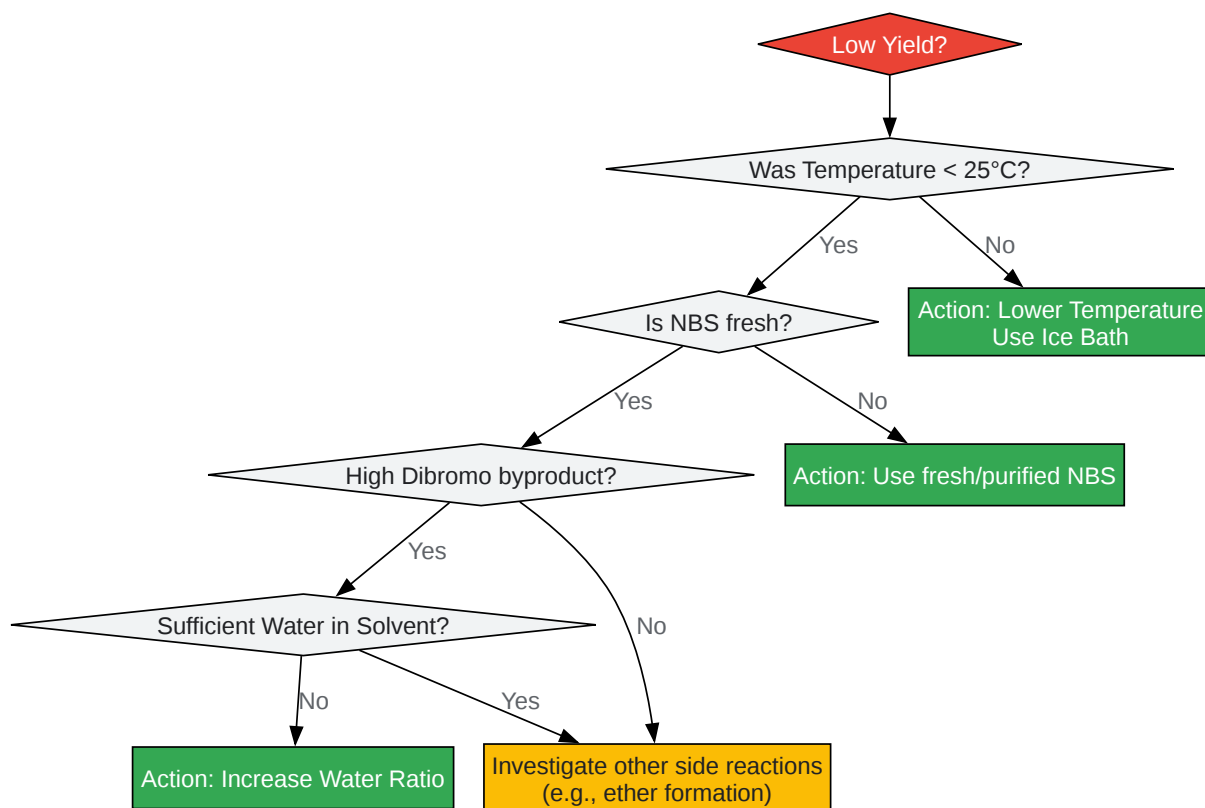 Low Yield?
Was Temperature < 25°C?
Yes
No
Is NBS fresh?
Action: Lower Temperature
Use Ice Bath
Yes
No
High Dibromo byproduct?
Action: Use fresh/purified NBS
Yes
Sufficient Water in Solvent?
No
No
Yes
Action: Increase Water Ratio
Investigate other side reactions
(e.g., ether formation)